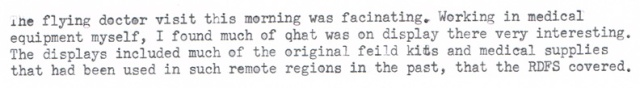 The flying doctor visit this morning was facinating. Working in medical
equipment myself, I found much of qhat was on display there very interesting.
The displays included much of the original feild kits and medical supplies
that had been used in such remote regions in the past, that the RDFS covered.